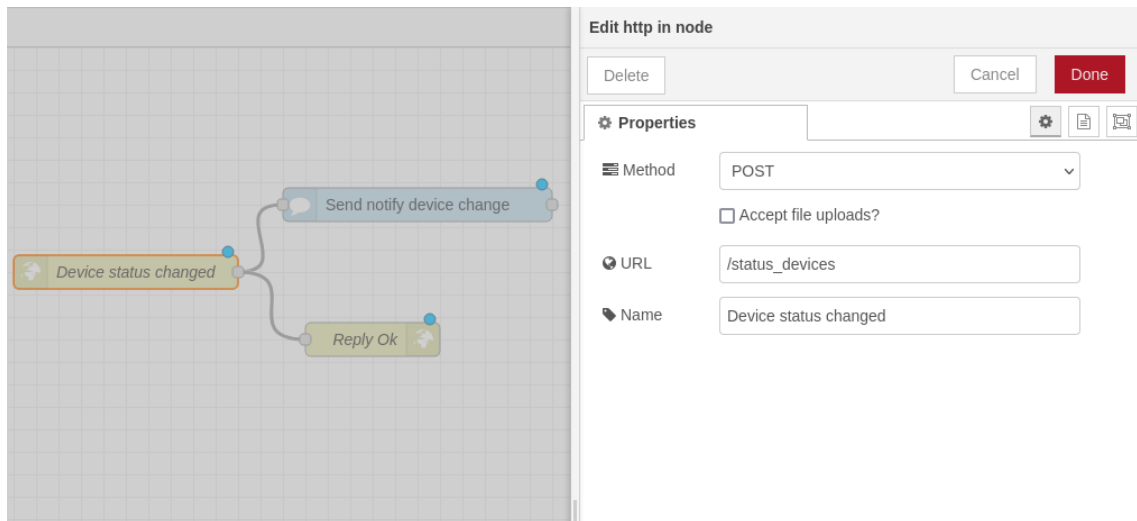 Edit http in node
Delete
Cancel
Done
Properties
Method
POST
Accept file uploads?
URL
/status_devices
Name
Device status changed
Send notify device change
Device status changed
Reply Ok